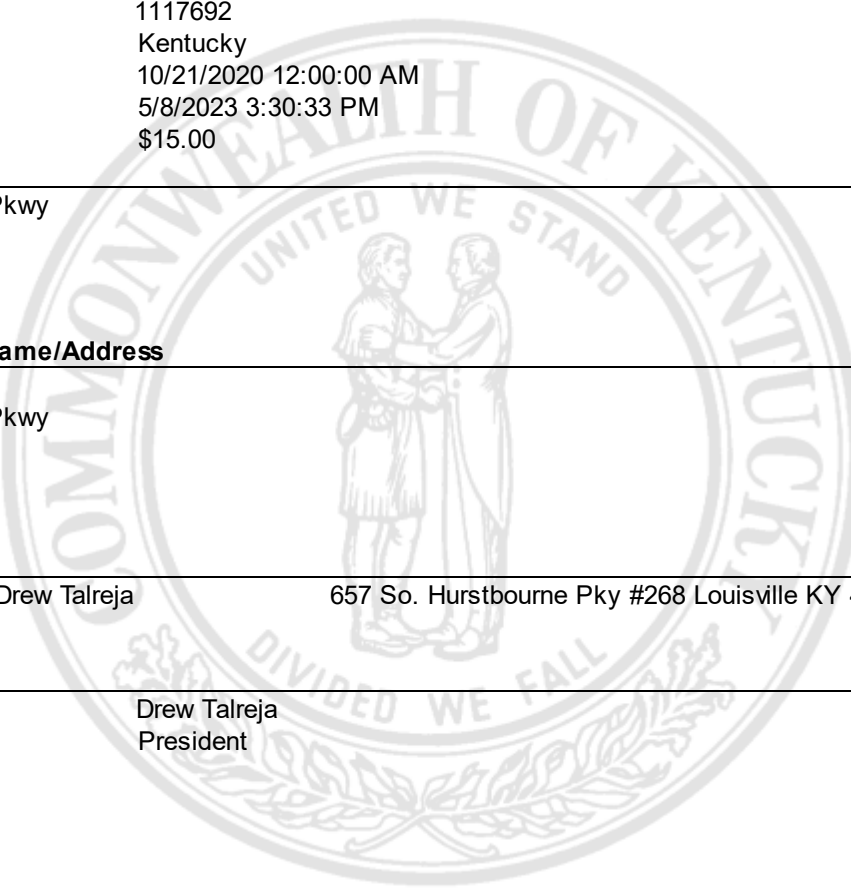 1117692
Kentucky
10/21/2020 12:00:00 AM
5/8/2023 3:30:33 PM
$15.00
Pkwy
ame/Address
Pkwy
Drew Talreja 657 So. Hurstbourne Pky #268 Louisville KY
Drew Talreja
President
COMMONWEALTH OF KENTUCKY
UNITED WE STAND
DIVIDED WE FALL